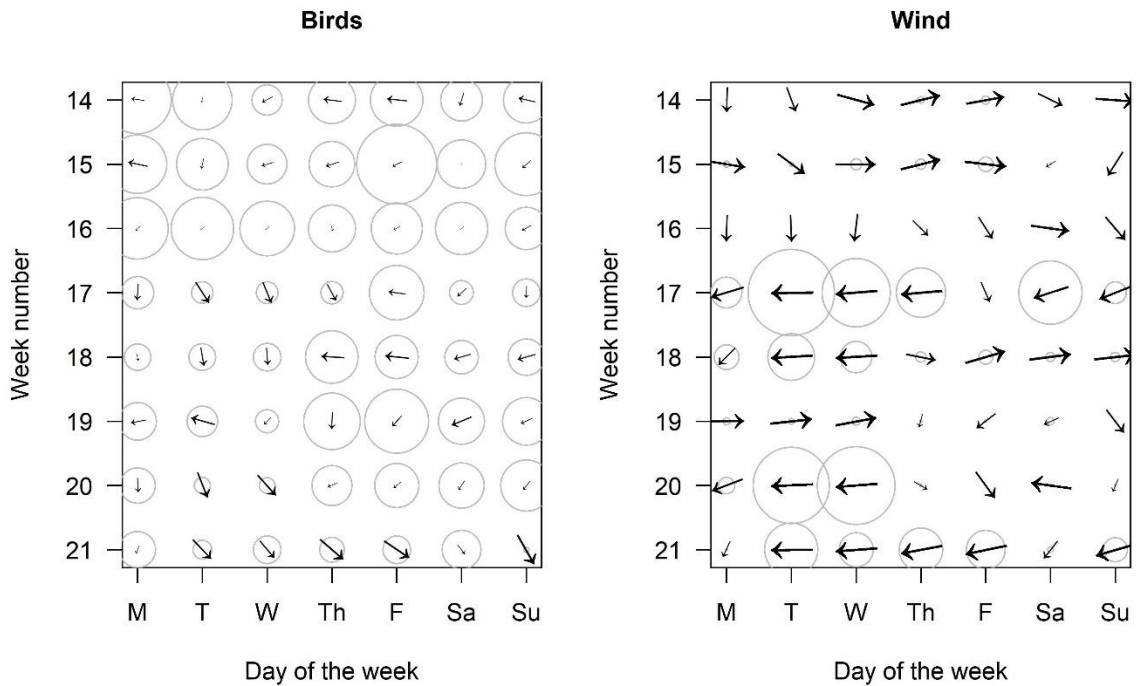 Birds
Week number
14
15
16
17
18
19
20
21
M T W Th F Sa Su
Day of the week
Wind
Week number
14
15
16
17
18
19
20
21
M T W Th F Sa Su
Day of the week